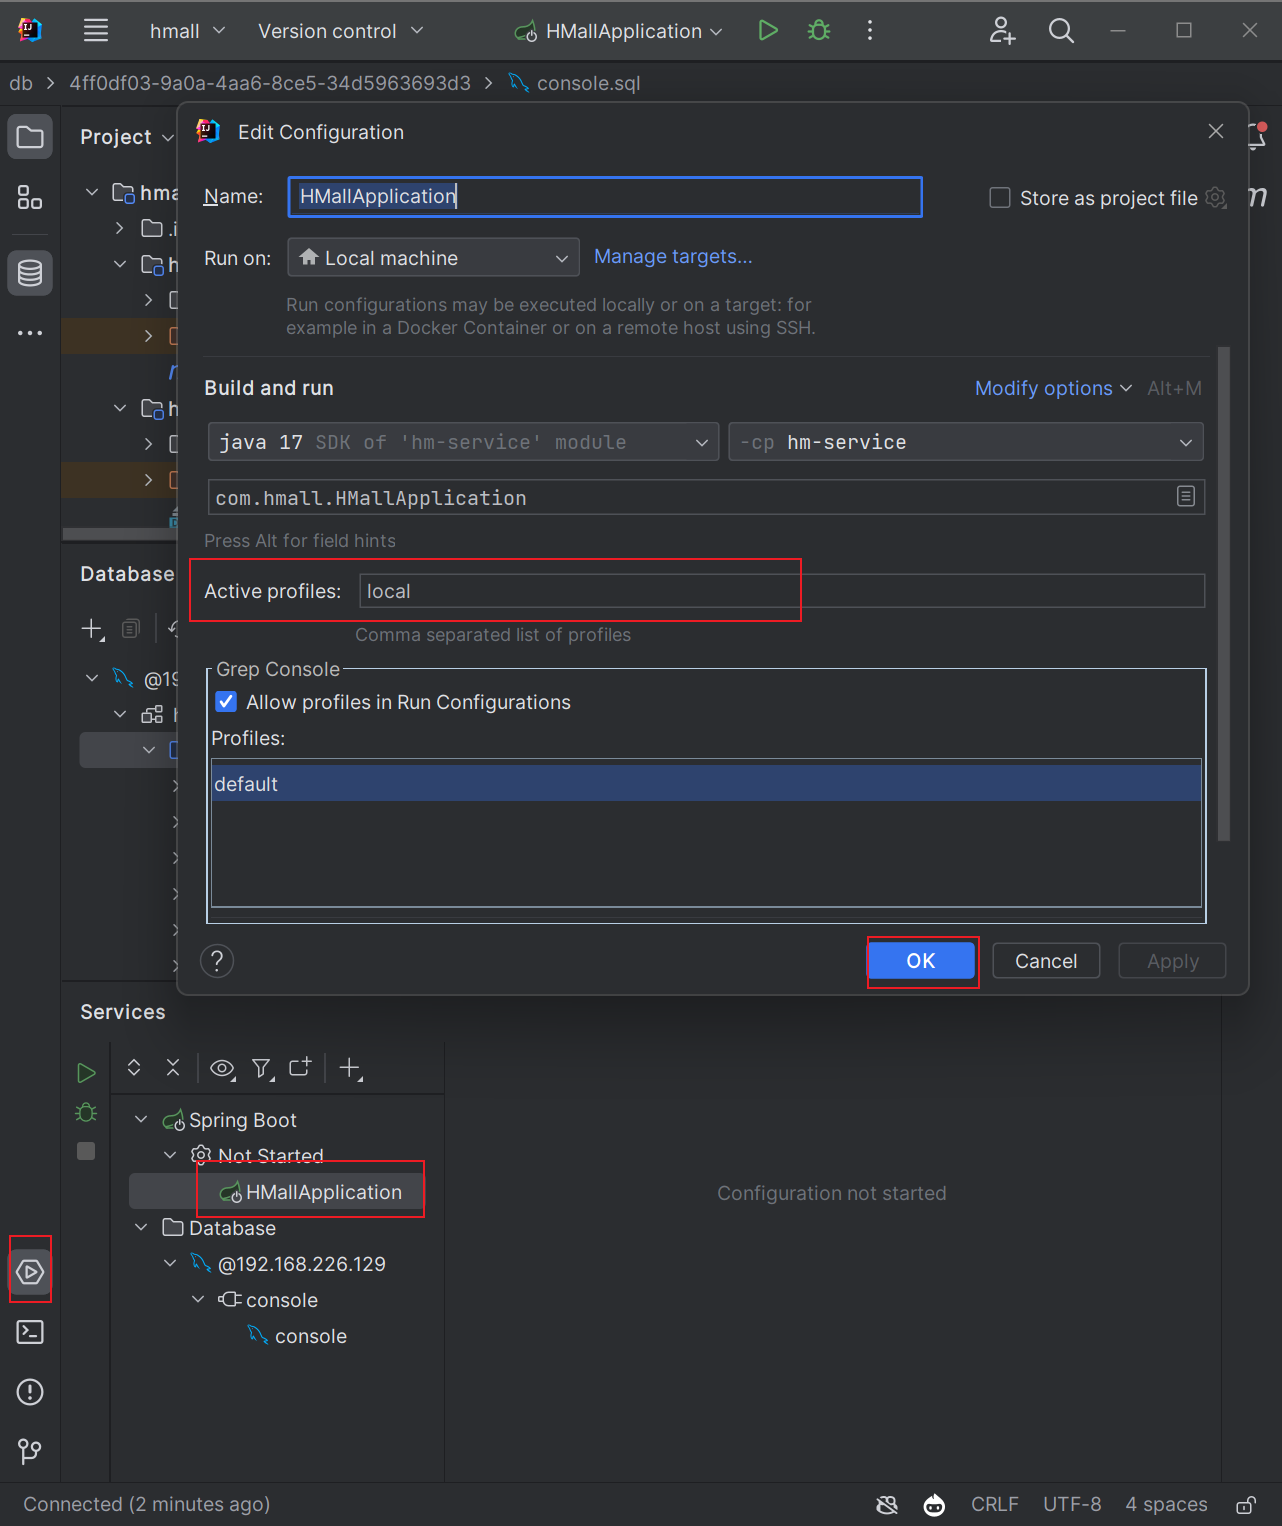 hmall
Version control
HMallApplication
db
4ff0df03-9a0a-4aa6-8ce5-34d5963693d3
console.sql
Project
Edit Configuration
Name:
HMallApplication
Store as project file
Run on:
Local machine
Manage targets...
Run configurations may be executed locally or on a target: for
example in a Docker Container or on a remote host using SSH.
Build and run
Modify options
Alt+M
java 17 SDK of 'hm-service' module
-cp hm-service
com.hmall.HMallApplication
Press Alt for field hints
Active profiles:
local
Comma separated list of profiles
Grep Console
Allow profiles in Run Configurations
Profiles:
default
?
OK
Cancel
Apply
hma
.i
h
h
Database
@19
m
Services
Spring Boot
Not Started
HMallApplication
Database
@192.168.226.129
console
console
Configuration not started
Connected (2 minutes ago)
CRLF
UTF-8
4 spaces